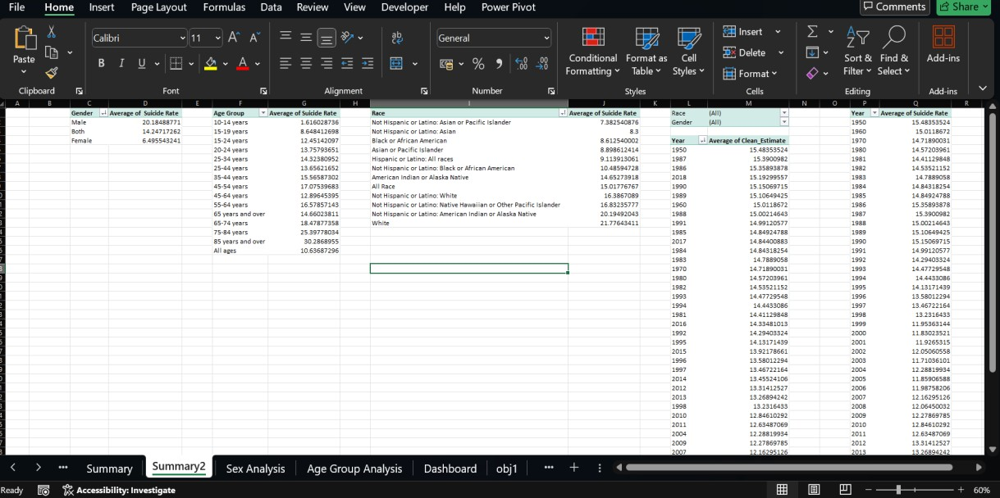 File Home Insert Page Layout Formulas Data Review View Developer Help Power Pivot Comments Share
Calibri 11 A^ Aˇ ab General Insert Σ
Paste Conditional Format as Cell Delete Sort & Find & Add-ins
B I U A % Formatting Table Styles Format Filter Select
Clipboard Font Alignment Number Styles Cells Editing Add-ins
A B C D E F G H I J K L M N O P Q R
Gender Average of Suicide Rate Age Group Average of Suicide Rate Race Average of Suicide Rate Race (All) Year Average of Suicide Rate
Male 20.18488771 10-14 years 1.616028736 Not Hispanic or Latino: Asian or Pacific Islander 7.382540876 Gender (All) 1950 15.48353524
Both 14.24717262 15-19 years 8.648412698 Not Hispanic or Latino: Asian 8.3 1960 15.0118672
Female 6.495543241 15-24 years 12.45142097 Black or African American 8.612540002 Year Average of Clean_Estimate 1970 14.71890031
20-24 years 13.75793651 Asian or Pacific Islander 8.898612414 1950 15.48353524 1980 14.57203961
25-34 years 14.32380952 Hispanic or Latino: All races 9.113913061 1987 15.3900982 1981 14.41129848
25-44 years 13.65621652 Not Hispanic or Latino: Black or African American 10.48594728 1986 15.35893878 1982 14.53521152
35-44 years 15.56587302 American Indian or Alaska Native 14.65273918 2018 15.19299557 1983 14.7889058
45-54 years 17.07539683 All Race 15.01776767 1990 15.15069715 1984 14.84318254
45-64 years 12.89645395 Not Hispanic or Latino: White 16.3867089 1989 15.10649425 1985 14.84924788
55-64 years 16.57857143 Not Hispanic or Latino: Native Hawaiian or Other Pacific Islander 16.83235777 1960 15.0118672 1986 15.35893878
65 years and over 14.66023811 Not Hispanic or Latino: American Indian or Alaska Native 20.19492043 1988 15.00214643 1987 15.3900982
65-74 years 18.47877358 White 21.77643411 1991 14.99120577 1988 15.00214643
75-84 years 25.39778034 1985 14.84924788 1989 15.10649425
85 years and over 30.2868955 2017 14.84400883 1990 15.15069715
All ages 10.63687296 1984 14.84318254 1991 14.99120577
1983 14.7889058 1992 14.29403324
1970 14.71890031 1993 14.47729548
1980 14.57203961 1994 14.4433086
1982 14.53521152 1995 14.13171439
1993 14.47729548 1996 13.58012294
1994 14.4433086 1997 13.46722164
1981 14.41129848 1998 13.2316433
2016 14.33481013 1999 11.95363144
1992 14.29403324 2000 11.83023521
1995 14.13171439 2001 11.9265315
2015 13.92178661 2002 12.05060558
1996 13.58012294 2003 11.71036101
1997 13.46722164 2004 12.28819934
2014 13.45524106 2005 11.85906588
2012 13.31412527 2006 11.98758206
2013 13.26894242 2007 12.16295126
1998 13.2316433 2008 12.06450032
2010 12.84610292 2009 12.27869785
2011 12.63487069 2010 12.84610292
2004 12.28819934 2011 12.63487069
2009 12.27869785 2012 13.31412527
2007 12.16295126 2013 13.26894242
Summary Summary2 Sex Analysis Age Group Analysis Dashboard obj1
Ready Accessibility: Investigate 60%